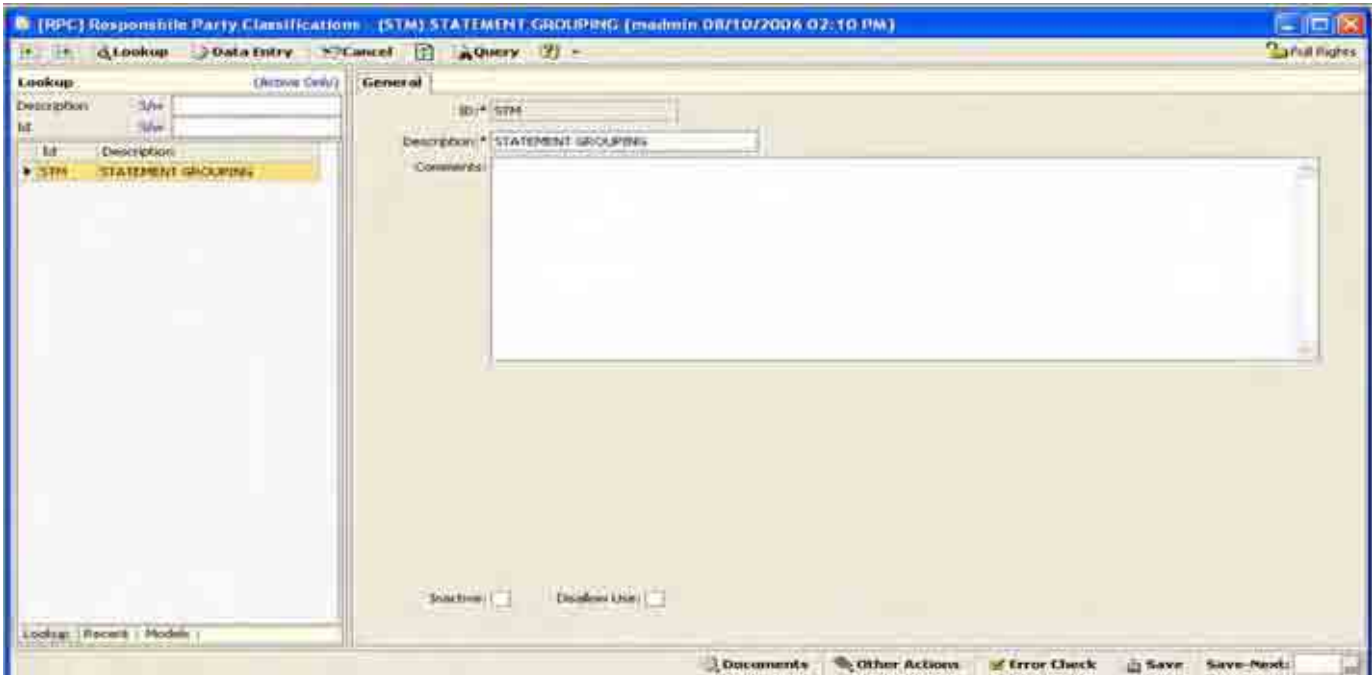 [RPC] Responsible Party Classifications (STM) STATEMENT GROUPING (madmin 08/10/2006 02:10 PM)
Lookup Data Entry Cancel Query Full Rights
Lookup (Active Only) General
Description S/w
Id S/w
ID:* STM
Description:* STATEMENT GROUPING
Comments:
Id Description
STM STATEMENT GROUPING
Inactive: Disallow Use:
Lookup Recent Models
Documents Other Actions Error Check Save Save-Next: